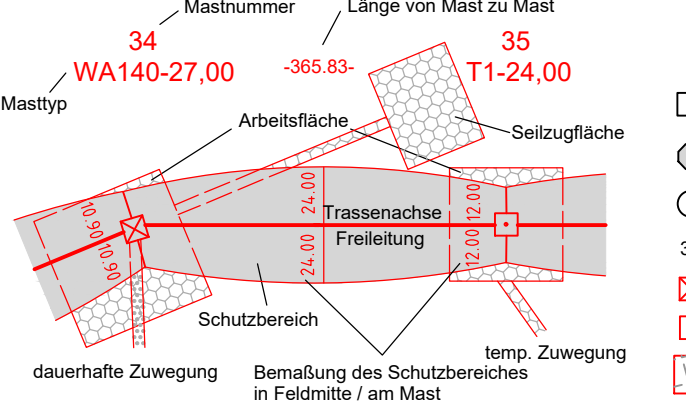 Mastnummer
Länge von Mast zu Mast
34
35
WA140-27,00
-365.83-
T1-24,00
Masttyp
Arbeitsfläche
Seilzugfläche
10.90
10.90
24.00
24.00
12.00
12.00
Trassenachse
Freileitung
Schutzbereich
dauerhafte Zuwegung
temp. Zuwegung
Bemaßung des Schutzbereiches
in Feldmitte / am Mast